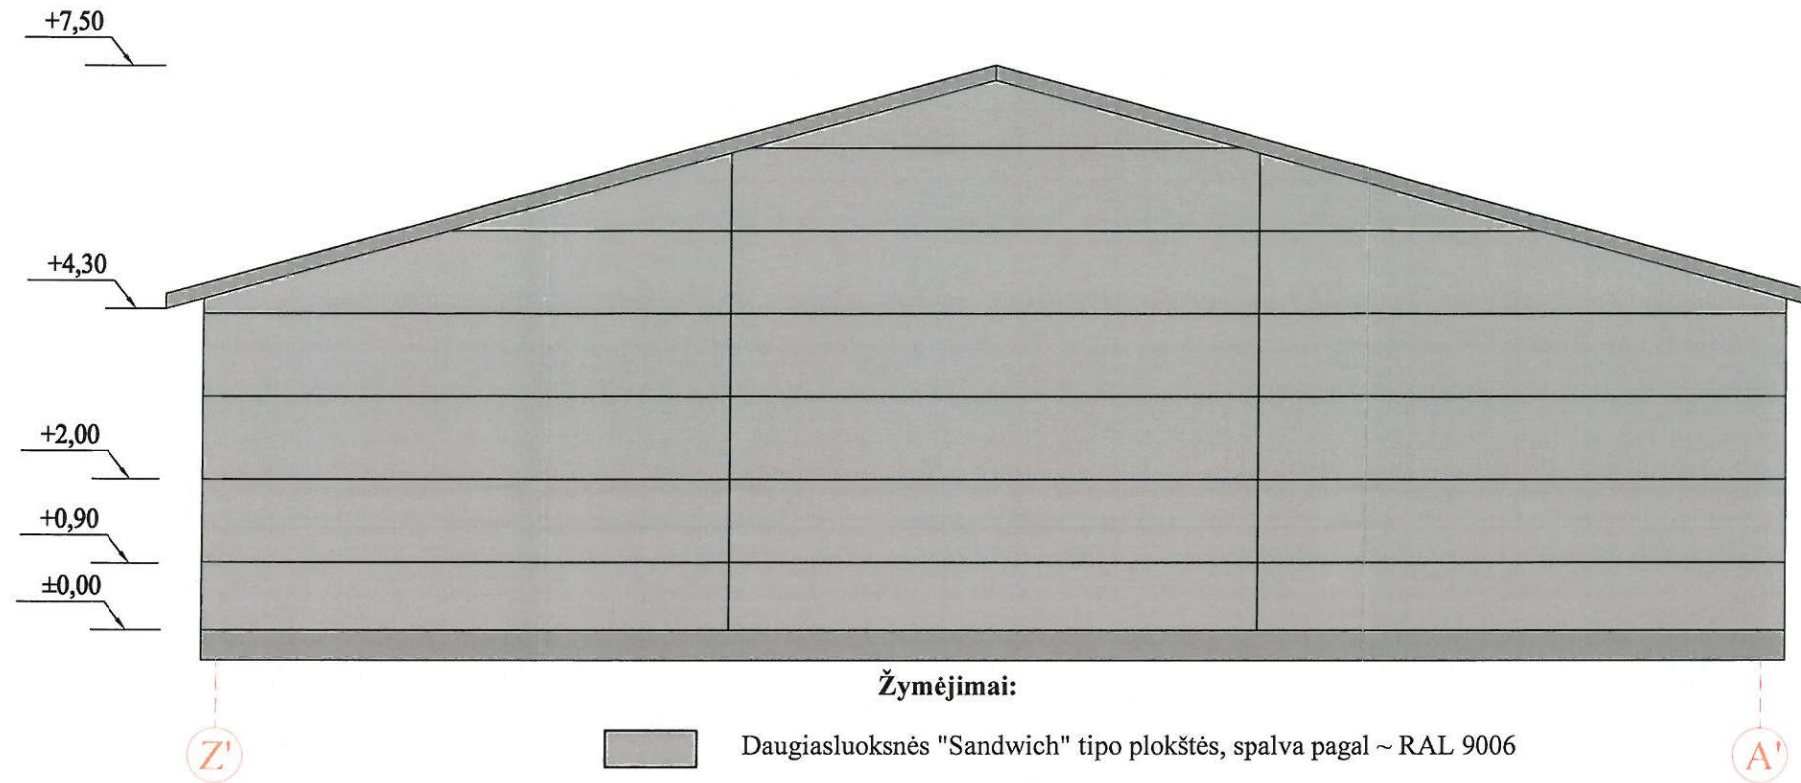 +7,50
+4,30
+2,00
+0,90
±0,00
Žymėjimai:
Z'
Daugiasluoksnės "Sandwich" tipo plokštės, spalva pagal ~ RAL 9006
A'